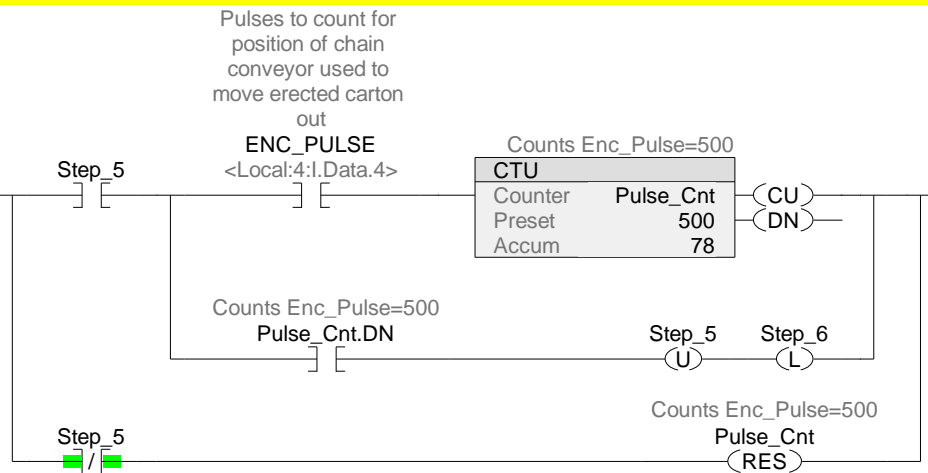 Pulses to count for
position of chain
conveyor used to
move erected carton
out
ENC_PULSE
<Local:4:I.Data.4>
Step_5
Counts Enc_Pulse=500
CTU
Counter Pulse_Cnt
Preset 500
Accum 78
CU
DN
Counts Enc_Pulse=500
Pulse_Cnt.DN
Step_5
U
Step_6
L
Step_5
/
Counts Enc_Pulse=500
Pulse_Cnt
RES